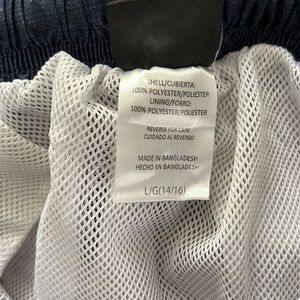 SHELL/CUBIERTA:
100% POLYESTER/POLIESTER
LINING/FORRO:
100% POLYESTER/POLIESTER
REVERSE FOR CARE
CUIDADO AL REVERSO
MADE IN BANGLADESH
HECHO EN BANGLADESH
L/G(14/16)